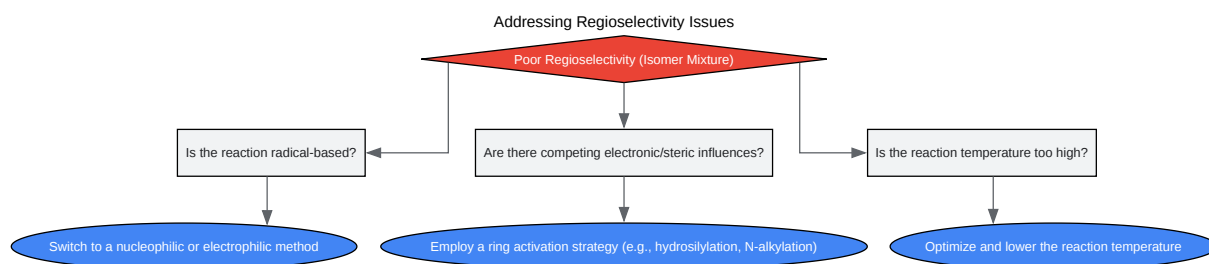 Addressing Regioselectivity Issues
Poor Regioselectivity (Isomer Mixture)
Is the reaction radical-based?
Are there competing electronic/steric influences?
Is the reaction temperature too high?
Switch to a nucleophilic or electrophilic method
Employ a ring activation strategy (e.g., hydrosilylation, N-alkylation)
Optimize and lower the reaction temperature